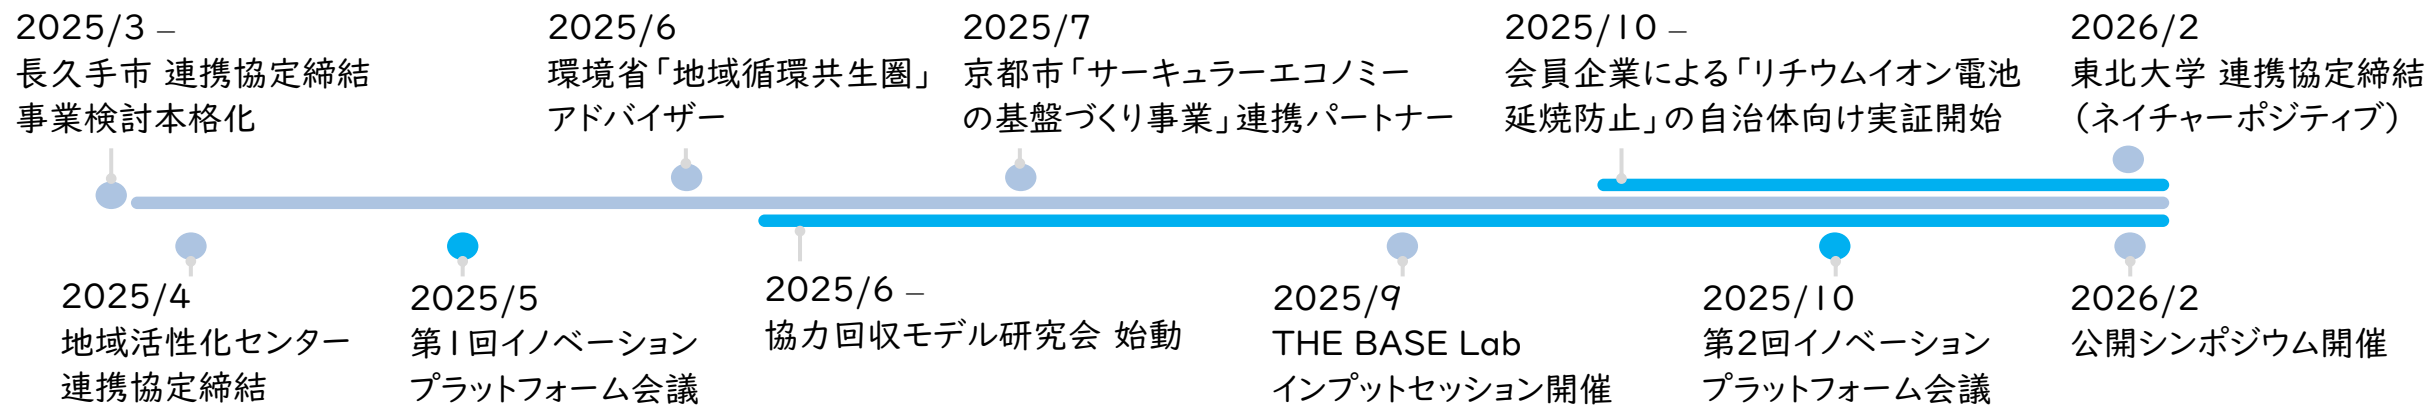 2025/3 –
長久手市 連携協定締結
事業検討本格化
2025/6
環境省「地域循環共生圏」
アドバイザー
2025/7
京都市「サーキュラーエコノミー
の基盤づくり事業」連携パートナー
2025/10 –
会員企業による「リチウムイオン電池
延焼防止」の自治体向け実証開始
2026/2
東北大学 連携協定締結
（ネイチャーポジティブ）
2025/4
地域活性化センター
連携協定締結
2025/5
第1回イノベーション
プラットフォーム会議
2025/6 –
協力回収モデル研究会 始動
2025/9
THE BASE Lab
インプットセッション開催
2025/10
第2回イノベーション
プラットフォーム会議
2026/2
公開シンポジウム開催